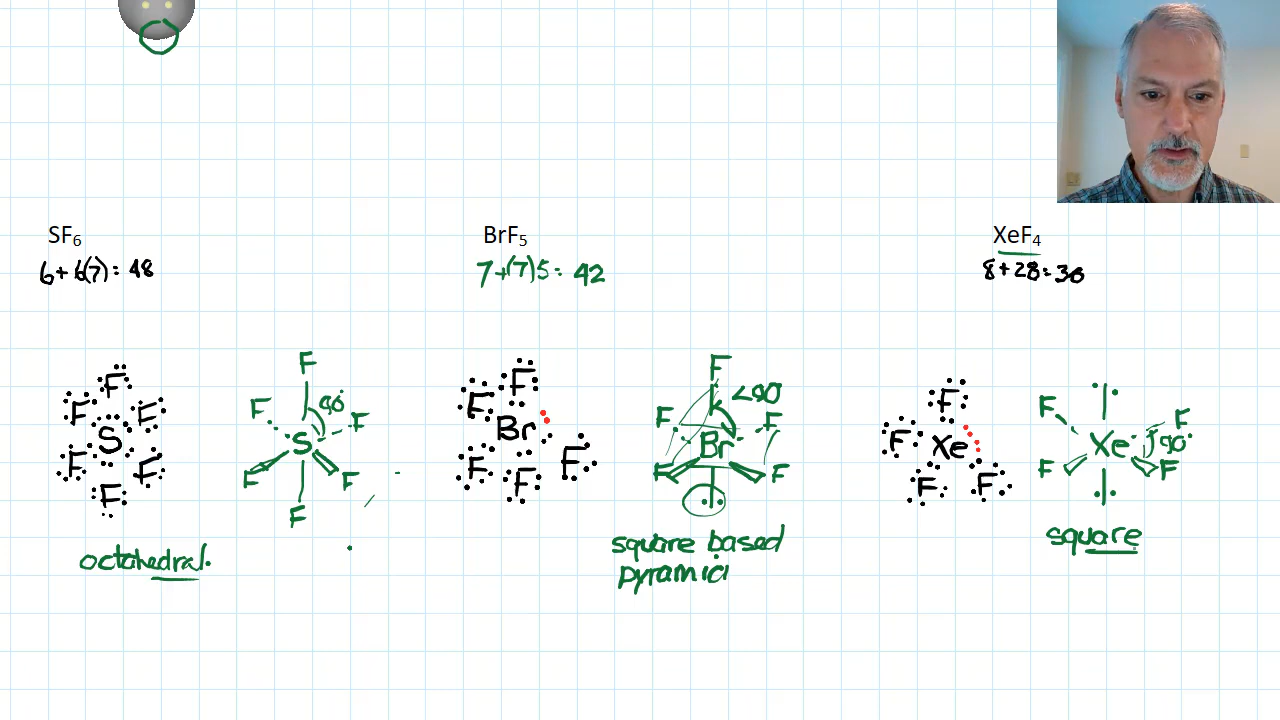 SF₆
6+6(7)=48
F
F F
S
F F
F
F
90°
F F
S
F F
F
octahedral.
BrF₅
7+(7)5=42
F
F
Br
F F F
F
<90
F F
Br
F F
square based
pyramid
XeF₄
8+28=36
F
F Xe
F F
F F
Xe 90°
F F
square